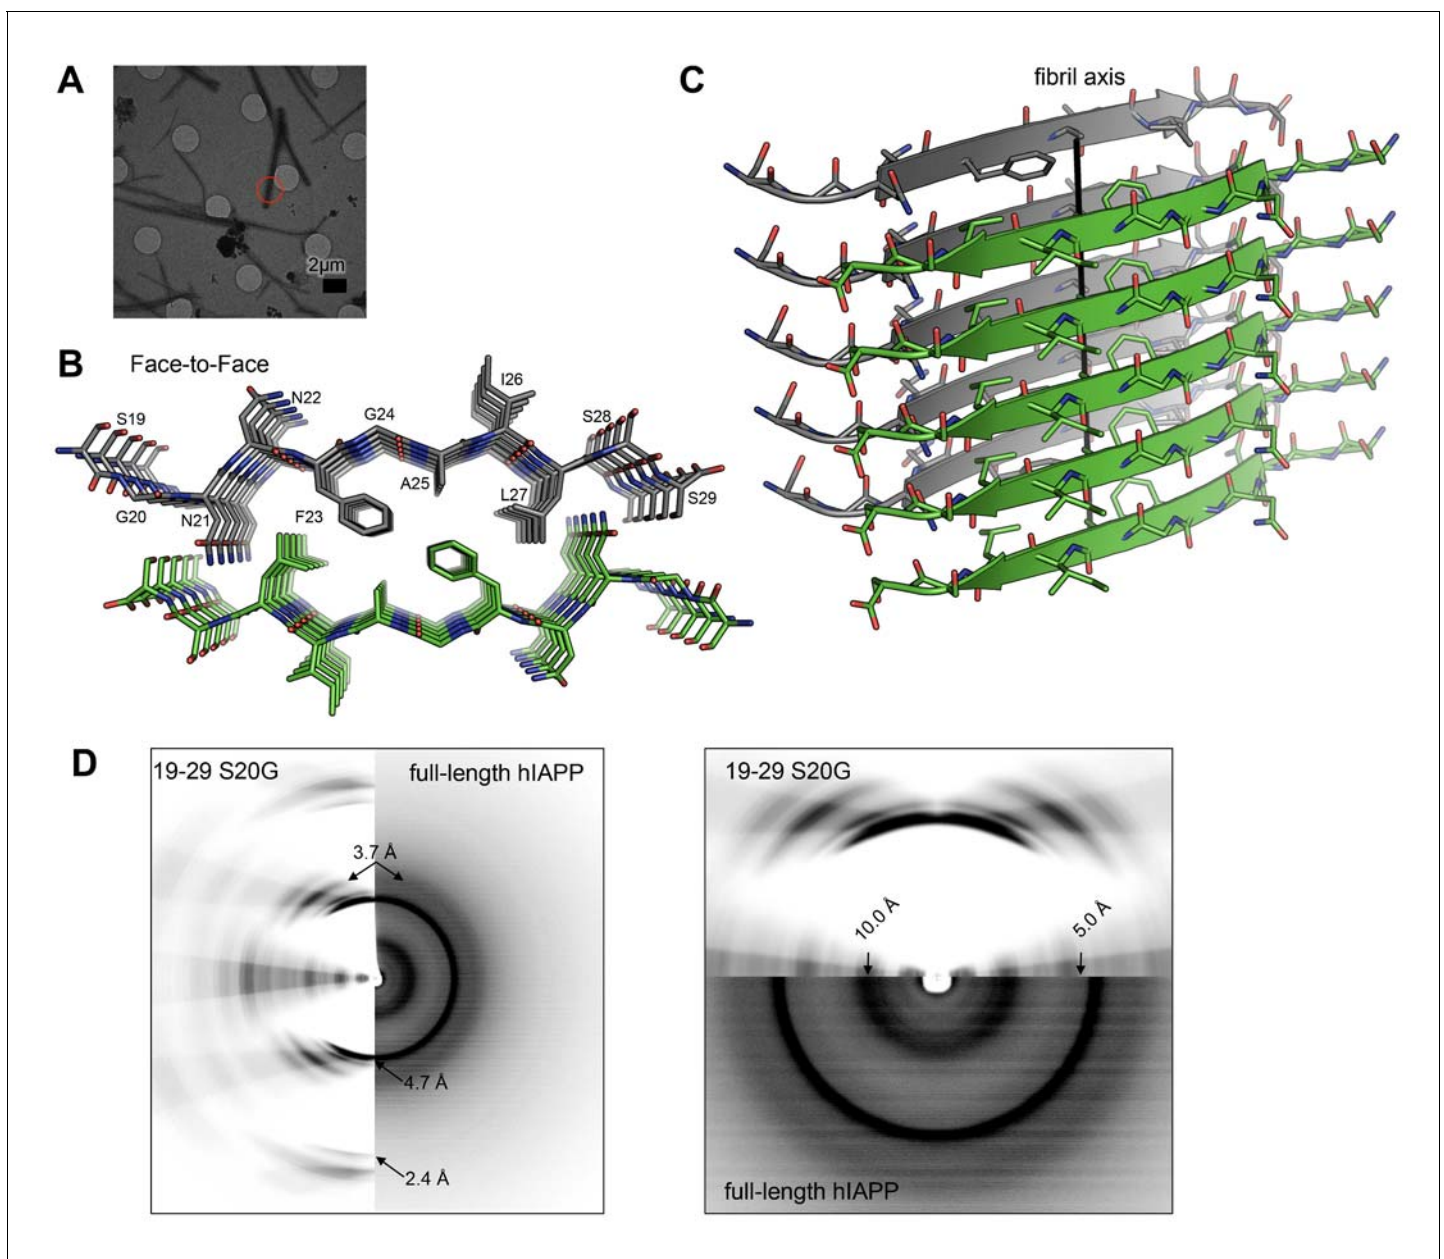 A
2μm
B
Face-to-Face
S19
N22
G24
I26
S28
G20
N21
F23
A25
L27
S29
C
fibril axis
D
19-29 S20G
full-length hIAPP
3.7 Å
4.7 Å
2.4 Å
19-29 S20G
10.0 Å
5.0 Å
full-length hIAPP